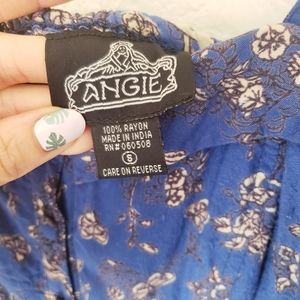 ANGIE
100% RAYON
MADE IN INDIA
RN# 060508
S
CARE ON REVERSE